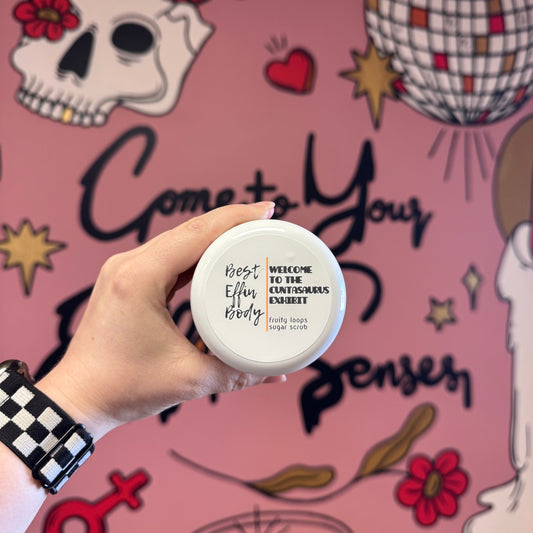 Come to Your
Senses
Best
Effin
Body
WELCOME
TO THE
CUNTASAURUS
EXHIBIT
fruity loops
sugar scrub